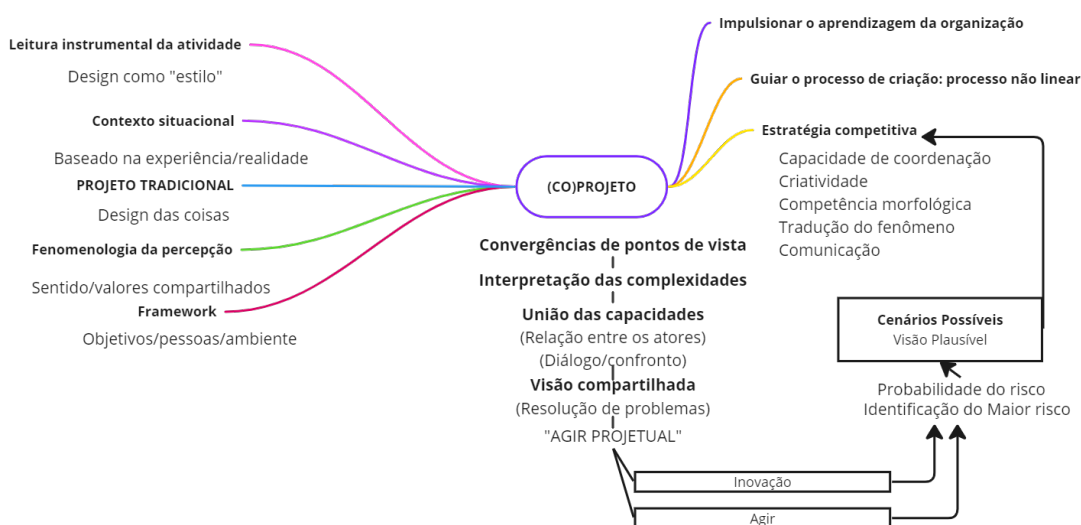 Leitura instrumental da atividade
Design como "estilo"
Contexto situacional
Baseado na experiência/realidade
PROJETO TRADICIONAL
Design das coisas
Fenomenologia da percepção
Sentido/valores compartilhados
Framework
Objetivos/pessoas/ambiente
(CO)PROJETO
Convergências de pontos de vista
Interpretação das complexidades
União das capacidades
(Relação entre os atores)
(Diálogo/confronto)
Visão compartilhada
(Resolução de problemas)
"AGIR PROJETUAL"
Inovação
Agir
Impulsionar o aprendizagem da organização
Guiar o processo de criação: processo não linear
Estratégia competitiva
Capacidade de coordenação
Criatividade
Competência morfológica
Tradução do fenômeno
Comunicação
Cenários Possíveis
Visão Plausível
Probabilidade do risco
Identificação do Maior risco